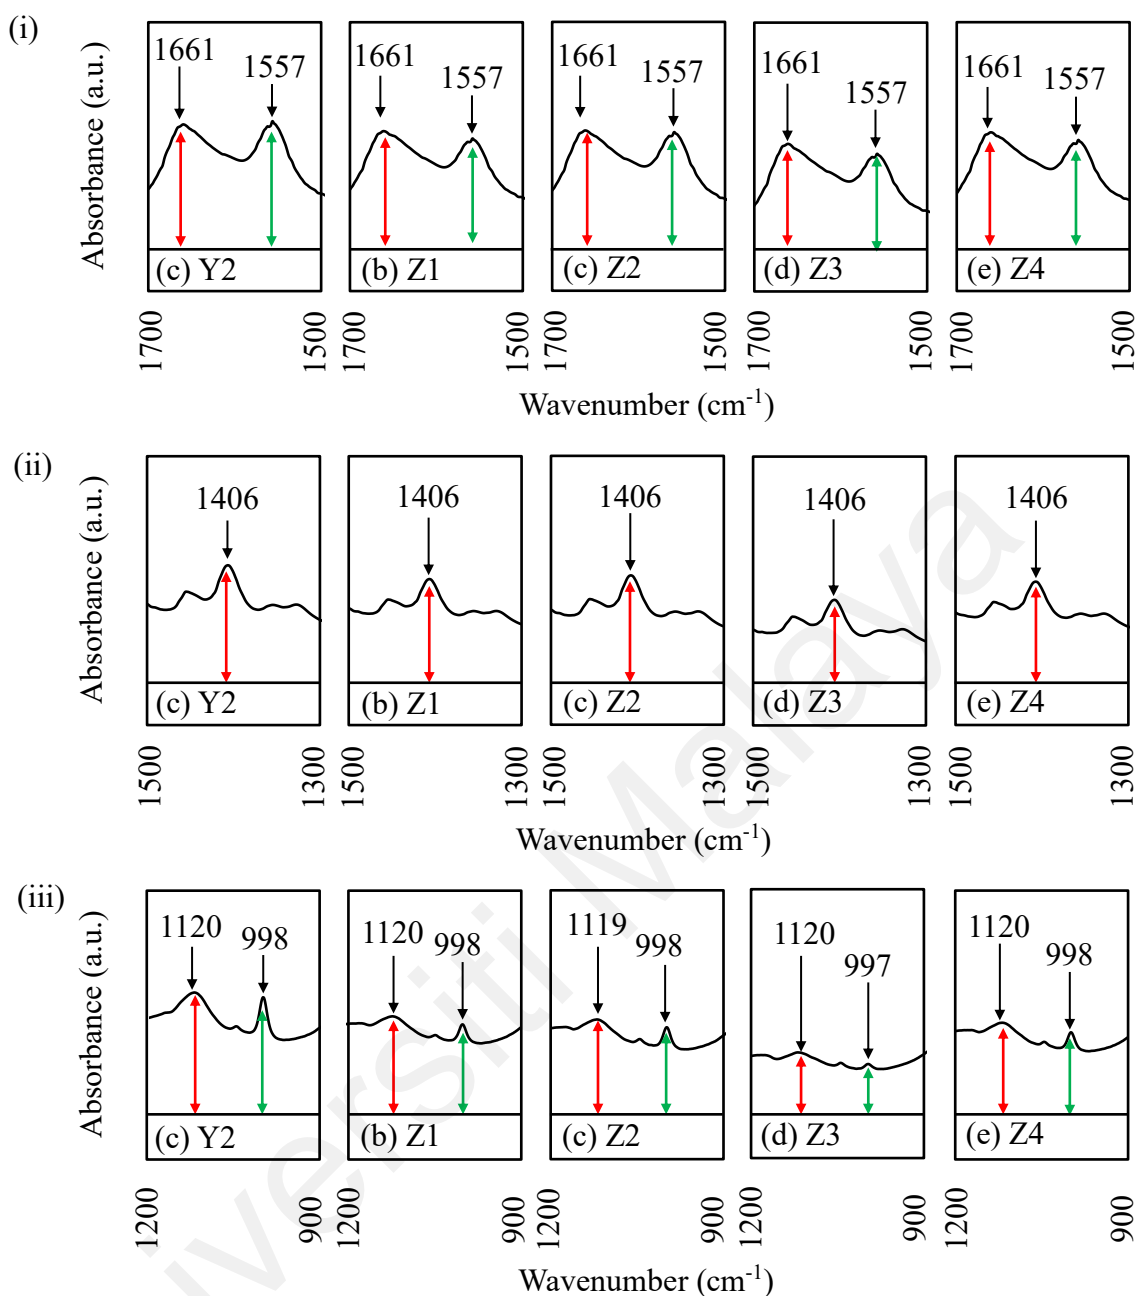 (i)
Absorbance (a.u.)
1661 1557 1661 1557 1661 1557 1661 1557 1661 1557
(c) Y2 (b) Z1 (c) Z2 (d) Z3 (e) Z4
1700 1500 1700 1500 1700 1500 1700 1500 1700 1500
Wavenumber (cm-1)
(ii)
Absorbance (a.u.)
1406 1406 1406 1406 1406
(c) Y2 (b) Z1 (c) Z2 (d) Z3 (e) Z4
1500 1300 1500 1300 1500 1300 1500 1300 1500 1300
Wavenumber (cm-1)
(iii)
Absorbance (a.u.)
1120 998 1120 998 1119 998 1120 997 1120 998
(c) Y2 (b) Z1 (c) Z2 (d) Z3 (e) Z4
1200 900 1200 900 1200 900 1200 900 1200 900
Wavenumber (cm-1)
iversiti Malaya